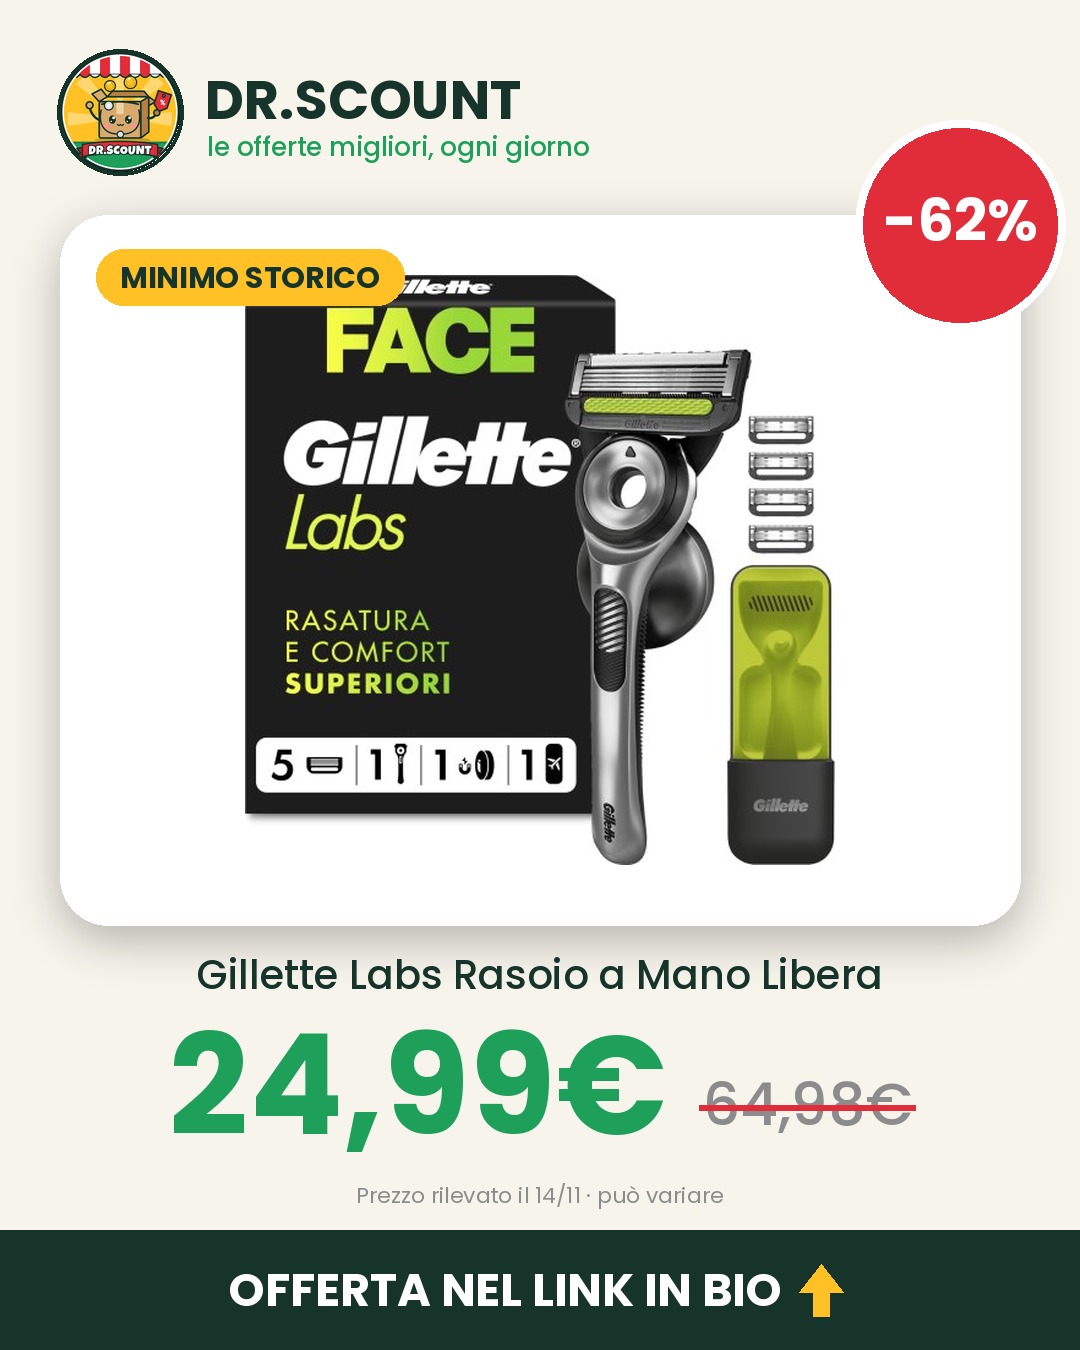 DR.SCOUNT
DR.SCOUNT
le offerte migliori, ogni giorno
-62%
MINIMO STORICO
FACE
Gillette®
Labs
RASATURA
E COMFORT
SUPERIORI
5 1 1 1
Gillette
Gillette
Gillette
Gillette Labs Rasoio a Mano Libera
24,99€ 64,98€
Prezzo rilevato il 14/11 · può variare
OFFERTA NEL LINK IN BIO